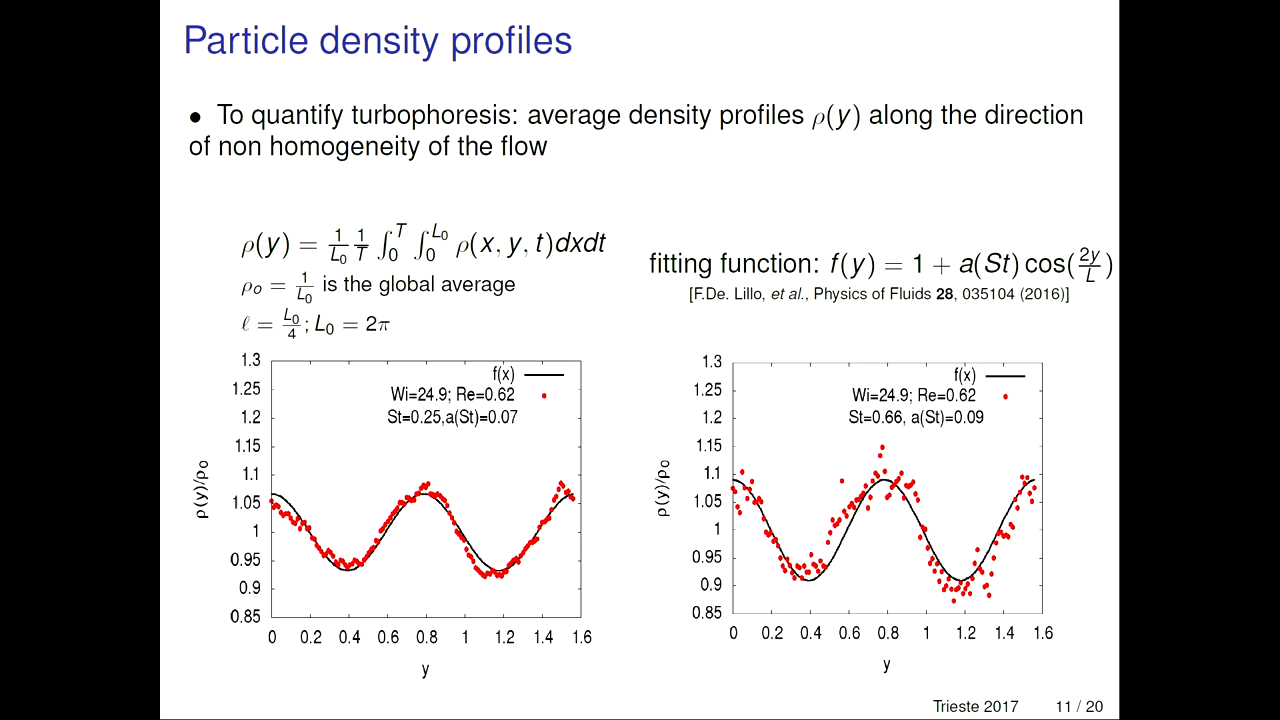 Particle density profiles
• To quantify turbophoresis: average density profiles ρ(y) along the direction
of non homogeneity of the flow
ρ(y) = 1/L₀ 1/T ∫₀ᵀ ∫₀^L₀ ρ(x, y, t)dxdt
ρₒ = 1/L₀ is the global average
ℓ = L₀/4 ; L₀ = 2π
fitting function: f(y) = 1 + a(St) cos(2y/L)
[F.De. Lillo, et al., Physics of Fluids 28, 035104 (2016)]
1.3
1.25
1.2
1.15
1.1
1.05
1
0.95
0.9
0.85
ρ(y)/ρ₀
f(x)
Wi=24.9; Re=0.62
St=0.25,a(St)=0.07
0 0.2 0.4 0.6 0.8 1 1.2 1.4 1.6
y
1.3
1.25
1.2
1.15
1.1
1.05
1
0.95
0.9
0.85
ρ(y)/ρ₀
f(x)
Wi=24.9; Re=0.62
St=0.66, a(St)=0.09
0 0.2 0.4 0.6 0.8 1 1.2 1.4 1.6
y
Trieste 2017 11 / 20